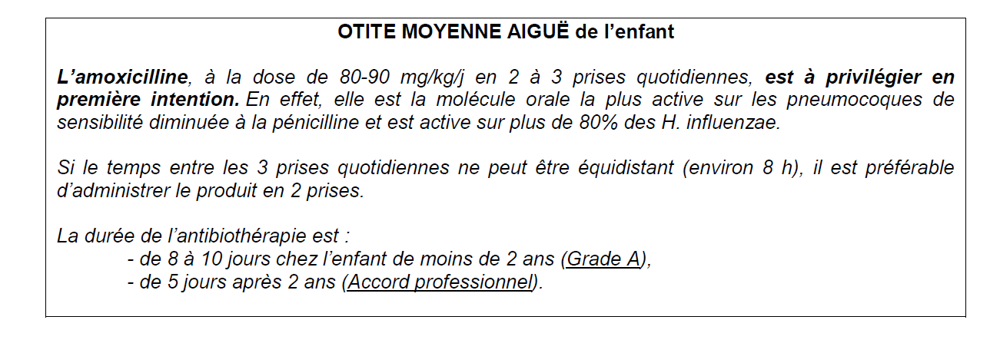 OTITE MOYENNE AIGUË de l’enfant
L’amoxicilline, à la dose de 80-90 mg/kg/j en 2 à 3 prises quotidiennes, est à privilégier en
première intention. En effet, elle est la molécule orale la plus active sur les pneumocoques de
sensibilité diminuée à la pénicilline et est active sur plus de 80% des H. influenzae.
Si le temps entre les 3 prises quotidiennes ne peut être équidistant (environ 8 h), il est préférable
d’administrer le produit en 2 prises.
La durée de l’antibiothérapie est :
- de 8 à 10 jours chez l’enfant de moins de 2 ans (Grade A),
- de 5 jours après 2 ans (Accord professionnel).